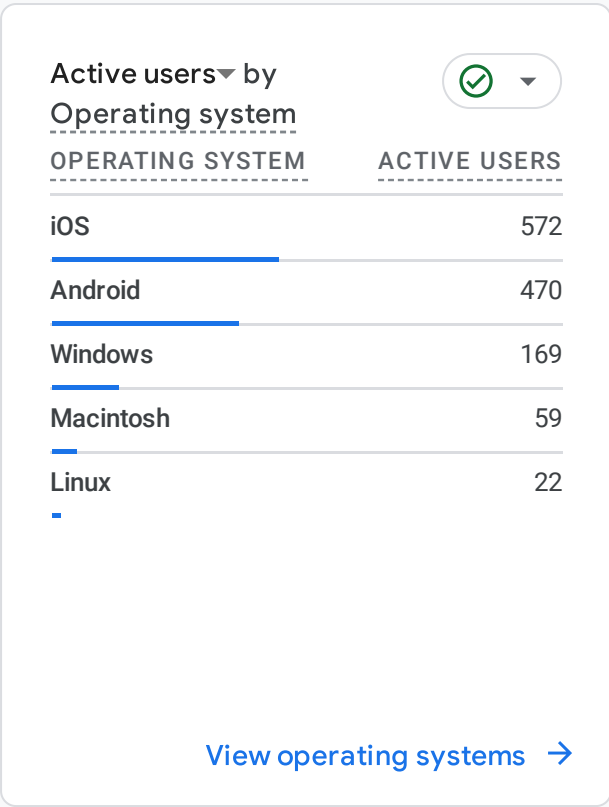 Active users by
Operating system
OPERATING SYSTEM ACTIVE USERS
iOS 572
Android 470
Windows 169
Macintosh 59
Linux 22
View operating systems